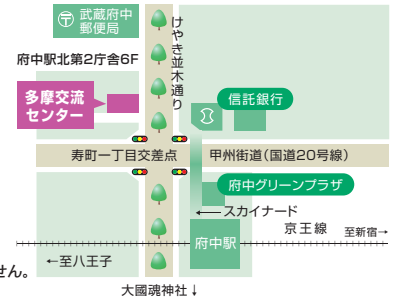 武蔵府中
郵便局
けやき並木通り
府中駅北第2庁舎6F
多摩交流
センター
信託銀行
寿町一丁目交差点
甲州街道(国道20号線)
府中グリーンプラザ
←スカイナード
京王線
至新宿→
府中駅
←至八王子
せん。
大國魂神社↓